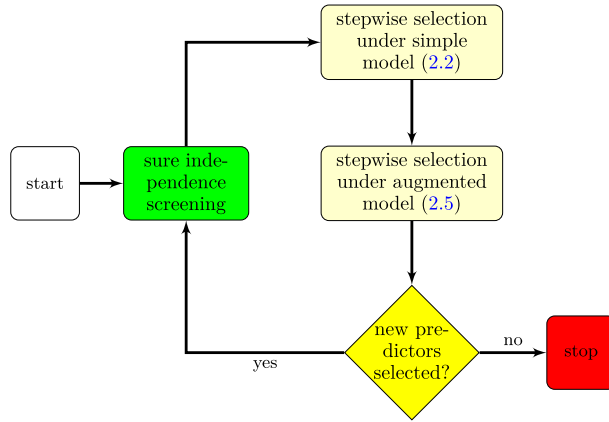 stepwise selection
under simple
model (2.2)
start
sure inde-
pendence
screening
stepwise selection
under augmented
model (2.5)
new pre-
dictors
selected?
yes
no
stop